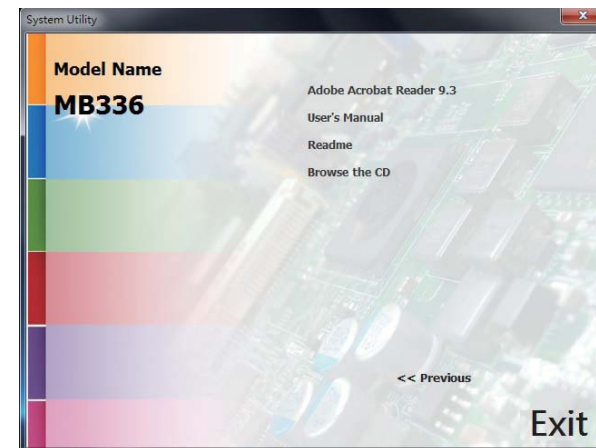 System Utility
Model Name
MB336
Adobe Acrobat Reader 9.3
User's Manual
Readme
Browse the CD
<< Previous
Exit